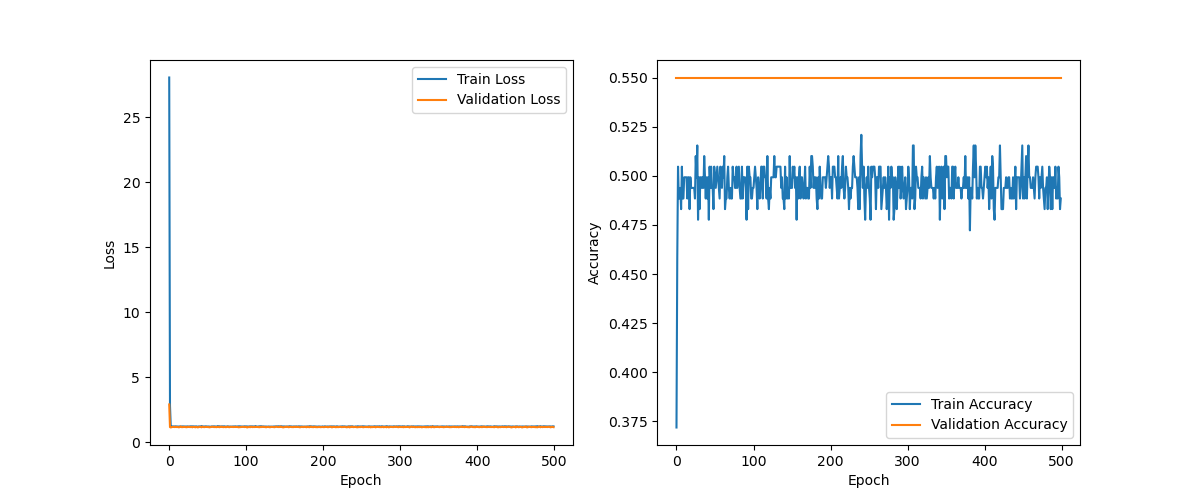 Train Loss
Validation Loss
25
20
15
10
5
0
Loss
0 100 200 300 400 500
Epoch
0.550
0.525
0.500
0.475
0.450
0.425
0.400
0.375
Accuracy
Train Accuracy
Validation Accuracy
0 100 200 300 400 500
Epoch